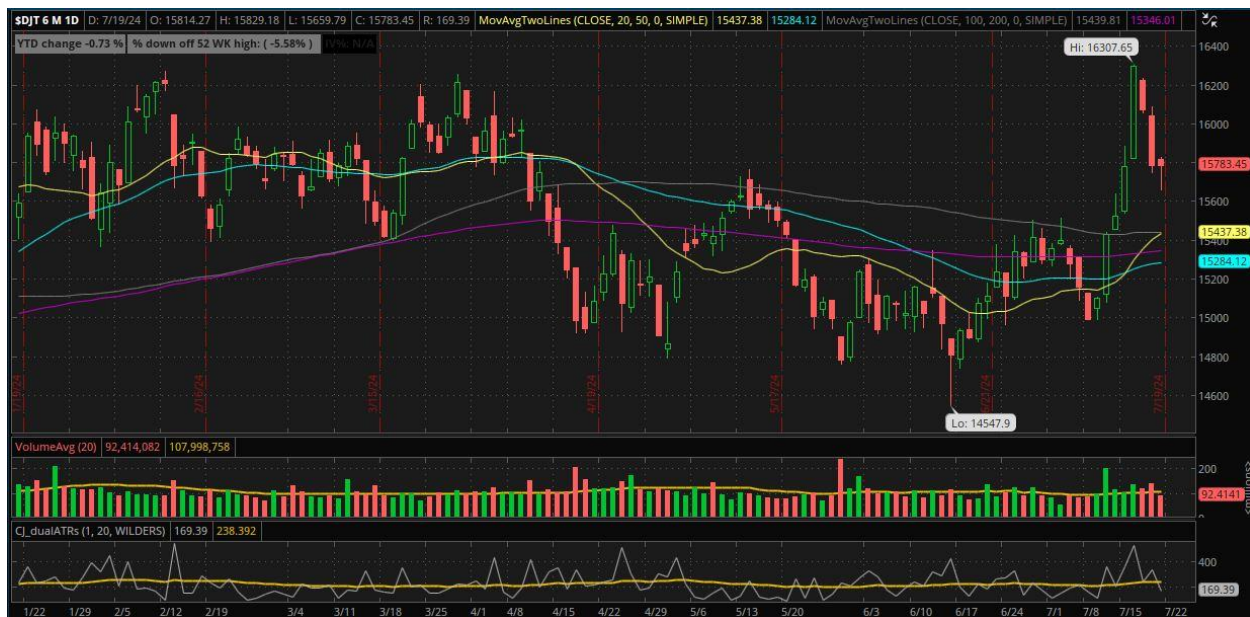 $DJT 6 M 1D D: 7/19/24 O: 15814.27 H: 15829.18 L: 15659.79 C: 15783.45 R: 169.39 MovAvgTwoLines (CLOSE, 20, 50, 0, SIMPLE) 15437.38 15284.12 MovAvgTwoLines (CLOSE, 100, 200, 0, SIMPLE) 15439.81 15346.01
YTD change -0.73 % % down off 52 WK high: ( -5.58% ) IV%: N/A
Hi: 16307.65
16400
16200
16000
15783.45
15600
15437.38
15400
15284.12
15200
15000
14800
14600
1/19/24 2/16/24 3/15/24 4/19/24 5/17/24 6/21/24 7/19/24
Lo: 14547.9
VolumeAvg (20) 92,414,082 107,998,758
200
92.4141
0
<millions>
CJ_dualATRs (1, 20, WILDERS) 169.39 238.392
400
169.39
1/22 1/29 2/5 2/12 2/19 3/4 3/11 3/18 3/25 4/1 4/8 4/15 4/22 4/29 5/6 5/13 5/20 6/3 6/10 6/17 6/24 7/1 7/8 7/15 7/22